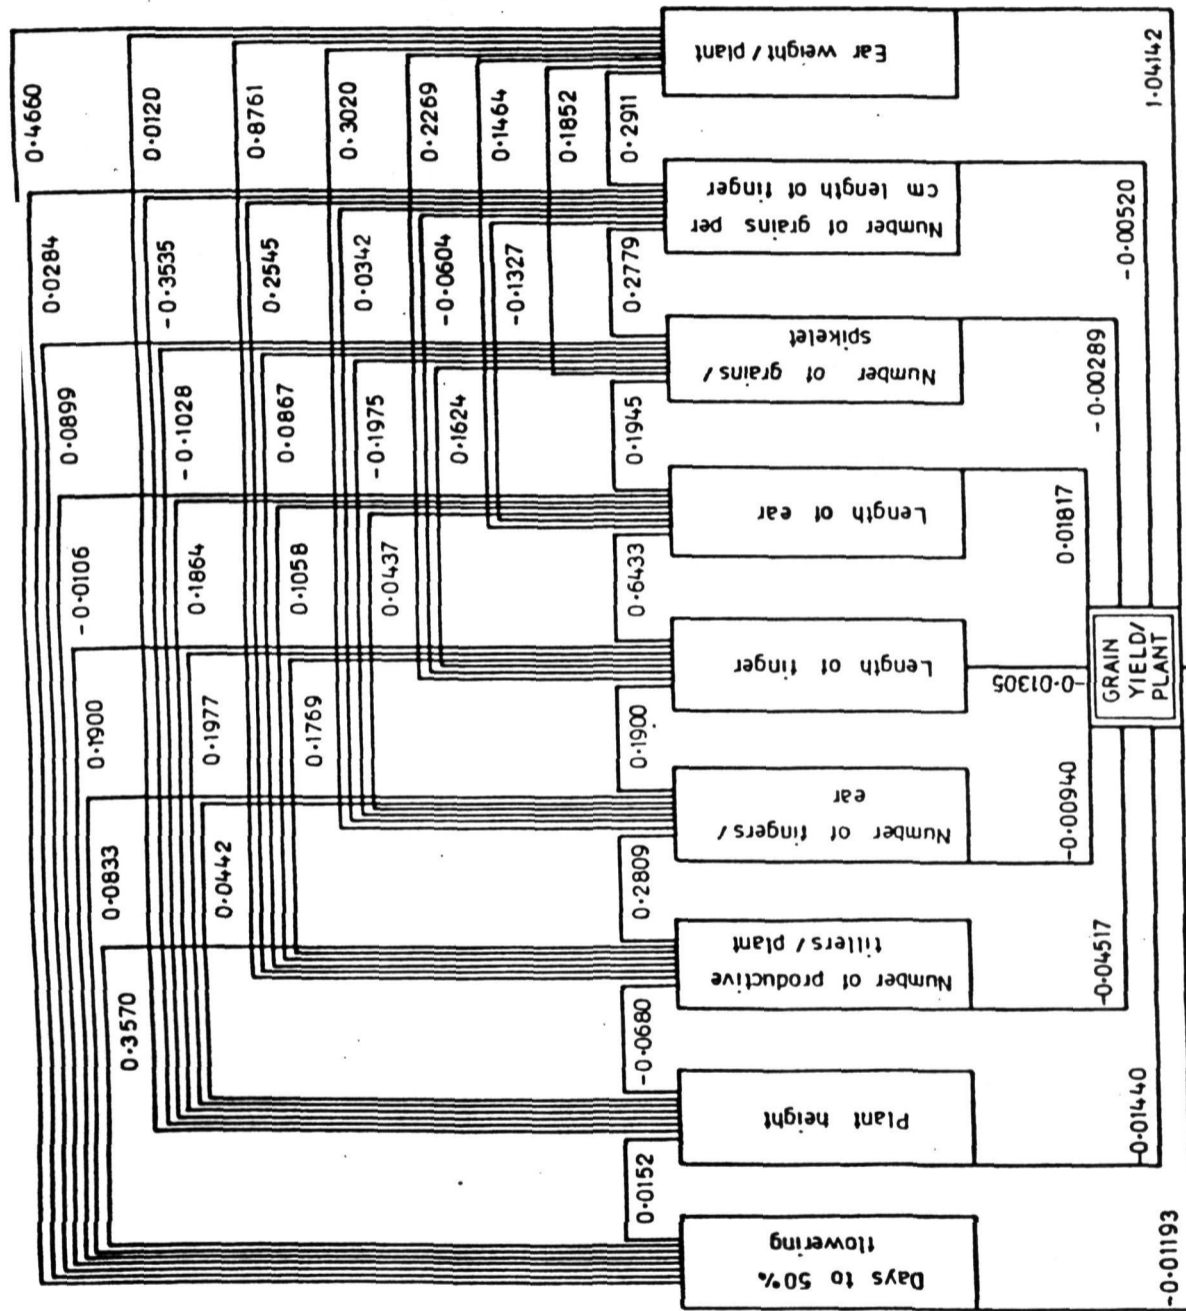 0.4660
0.0120
0.8761
0.3020
0.2269
0.1464
0.1852
0.2911
Ear weight / plant
1.04142
0.0284
-0.3535
0.2545
0.0342
-0.0604
-0.1327
0.2779
Number of grains per
cm length of finger
-0.00520
0.0899
-0.1028
0.0867
-0.1975
0.1624
0.1945
Number of grains /
spikelet
-0.00289
-0.0106
0.1864
0.1058
0.0437
0.6433
Length of ear
0.01817
0.1900
0.1977
0.1769
0.1900
Length of finger
-0.01305
GRAIN
YIELD/
PLANT
0.0833
0.0442
0.2809
Number of fingers /
ear
-0.00940
0.3570
-0.0680
Number of productive
tillers / plant
-0.04517
0.0152
Plant height
-0.01440
Days to 50%
flowering
-0.01193